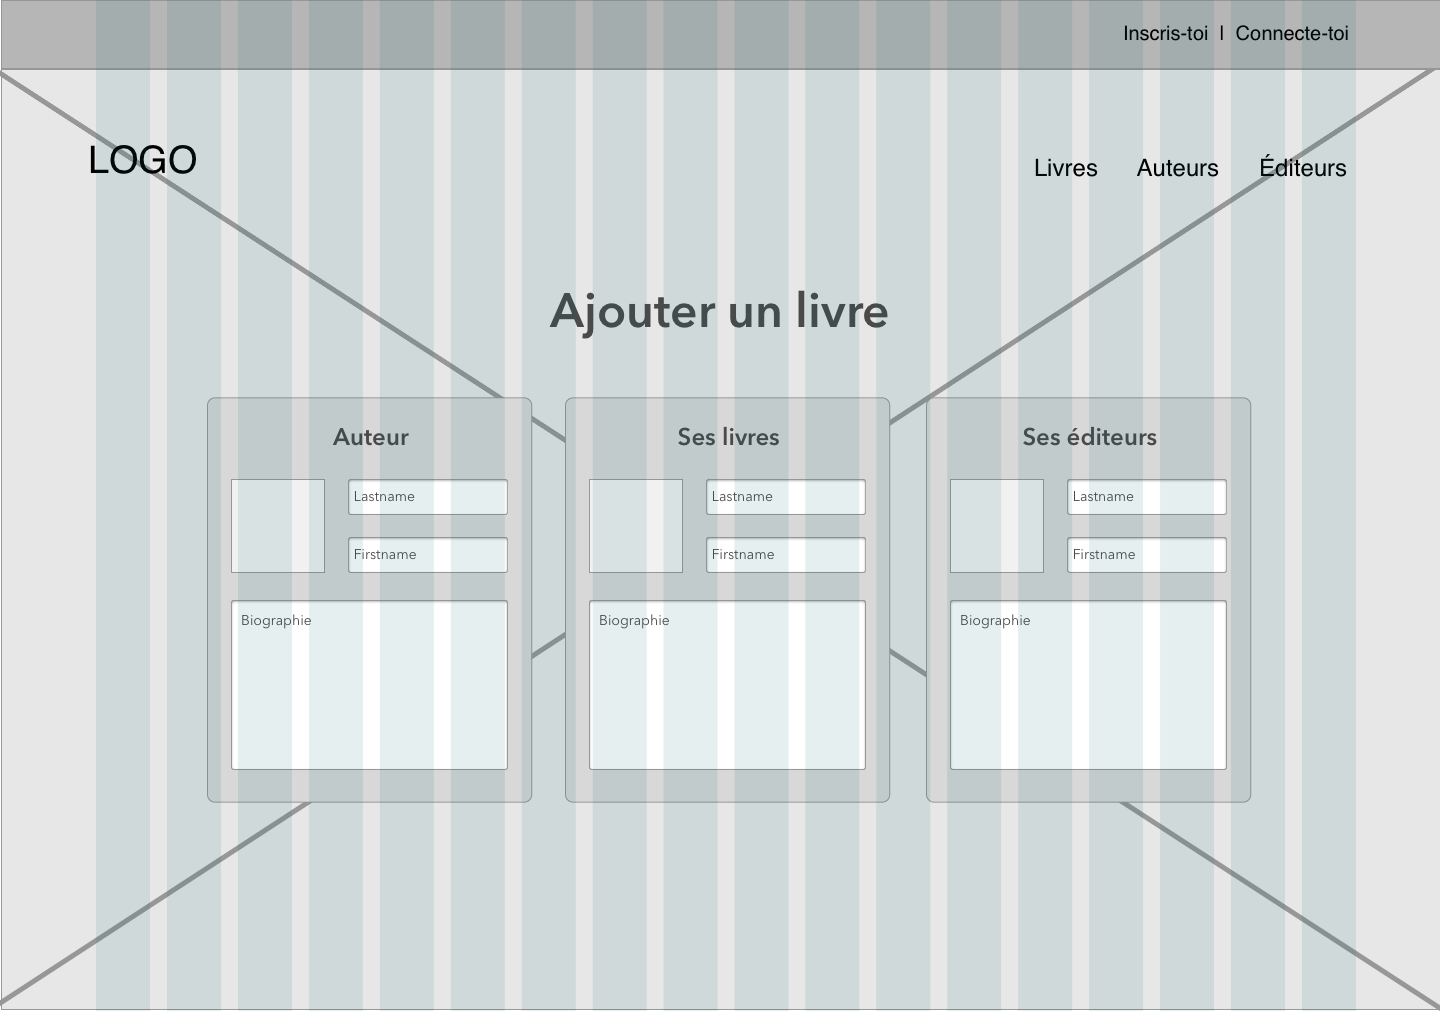 Inscris-toi | Connecte-toi
LOGO
Livres Auteurs Éditeurs
Ajouter un livre
Auteur
Lastname
Firstname
Biographie
Ses livres
Lastname
Firstname
Biographie
Ses éditeurs
Lastname
Firstname
Biographie